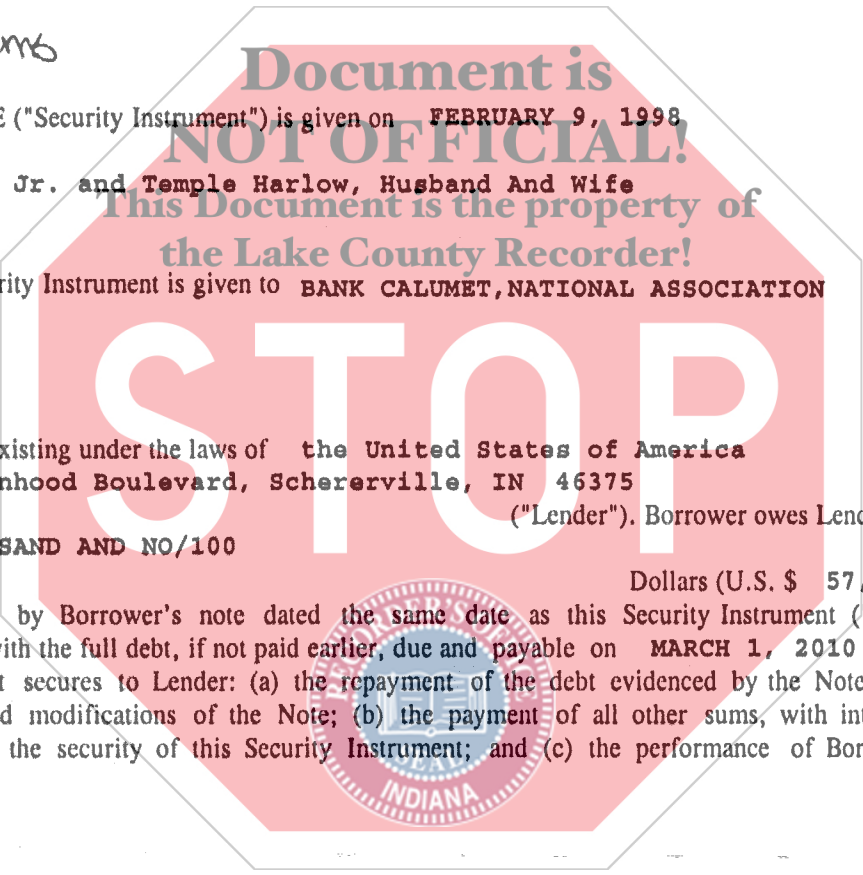 Document is
E ("Security Instrument") is given on FEBRUARY 9, 1998
NOT OFFICIAL!
Jr. and Temple Harlow, Husband And Wife
This Document is the property of
the Lake County Recorder!
rity Instrument is given to BANK CALUMET, NATIONAL ASSOCIATION
STOP
xisting under the laws of the United States of America
nhood Boulevard, Schererville, IN 46375
("Lender"). Borrower owes Lend
SAND AND NO/100
Dollars (U.S. $ 57,
by Borrower's note dated the same date as this Security Instrument (
ith the full debt, if not paid earlier, due and payable on MARCH 1, 2010
t secures to Lender: (a) the repayment of the debt evidenced by the Note
d modifications of the Note; (b) the payment of all other sums, with int
the security of this Security Instrument; and (c) the performance of Bor
RECORDER'S OFFICE
SEAL
INDIANA